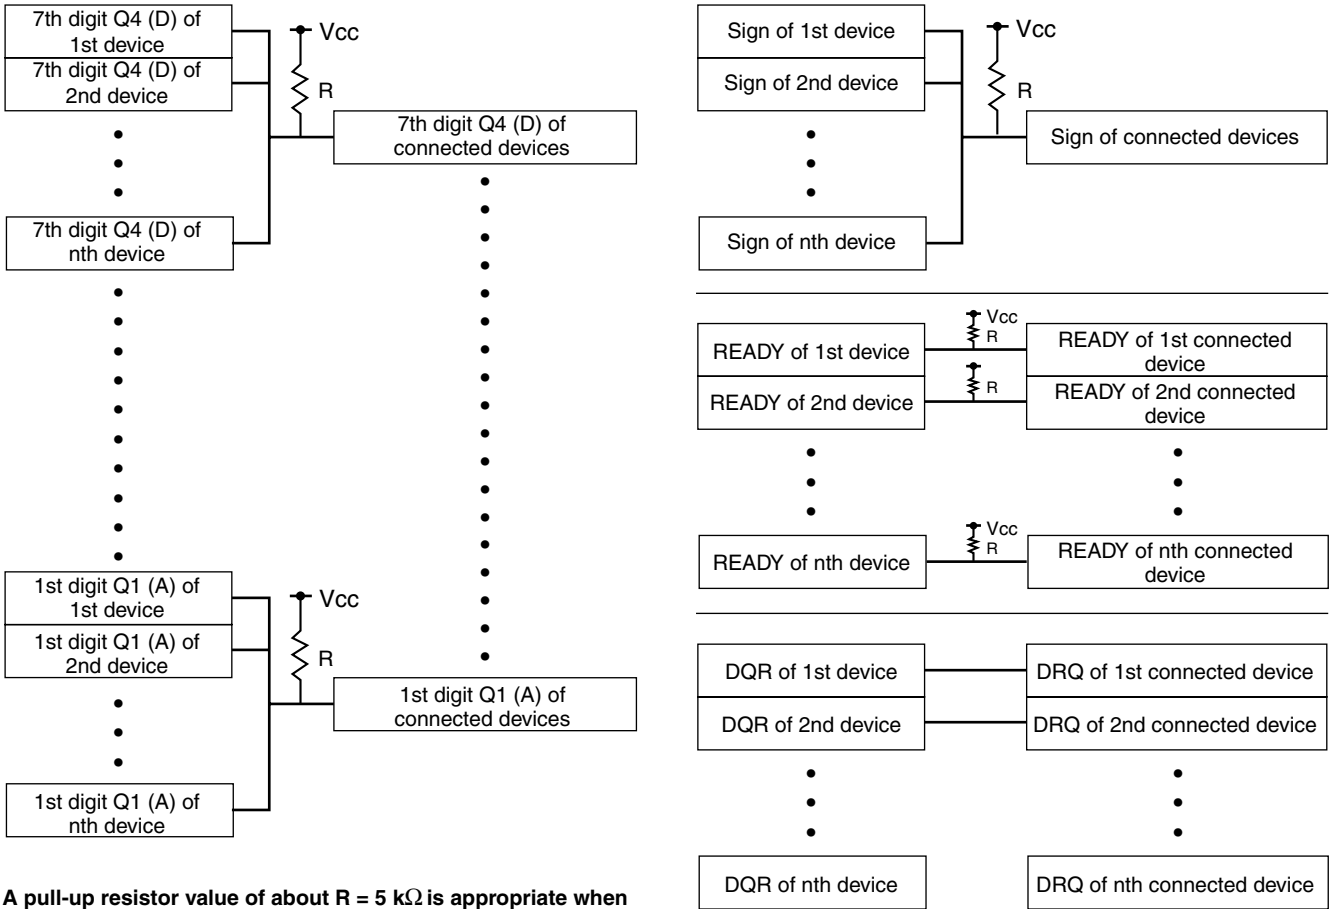 7th digit Q4 (D) of
1st device
7th digit Q4 (D) of
2nd device
Vcc
R
7th digit Q4 (D) of
connected devices
7th digit Q4 (D) of
nth device
1st digit Q1 (A) of
1st device
1st digit Q1 (A) of
2nd device
Vcc
R
1st digit Q1 (A) of
connected devices
1st digit Q1 (A) of
nth device
A pull-up resistor value of about R = 5 kΩ is appropriate when
Sign of 1st device
Sign of 2nd device
Vcc
R
Sign of connected devices
Sign of nth device
READY of 1st device
Vcc
R
READY of 1st connected
device
READY of 2nd device
R
READY of 2nd connected
device
READY of nth device
Vcc
R
READY of nth connected
device
DQR of 1st device
DRQ of 1st connected device
DQR of 2nd device
DRQ of 2nd connected device
DQR of nth device
DRQ of nth connected device